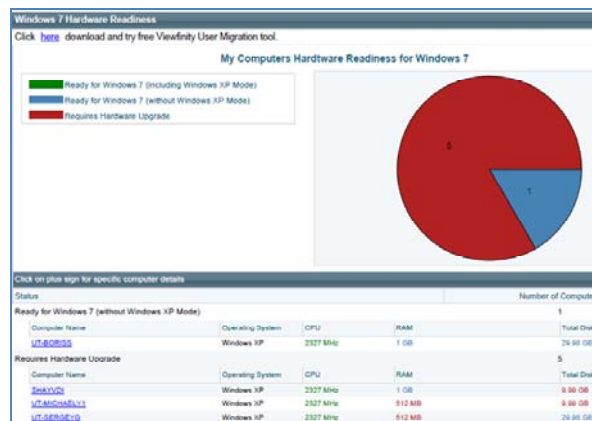 Windows 7 Hardware Readiness
Click here download and try free Viewfinity User Migration tool.
My Computers Hardtware Readiness for Windows 7
Ready for Windows 7 (including Windows XP Mode)
Ready for Windows 7 (without Windows XP Mode)
Requires Hardware Upgrade
5
1
Click on plus sign for specific computer details
Status Number of Compute
Ready for Windows 7 (without Windows XP Mode) 1
Computer Name Operating System CPU RAM Total Dis
UT-BORISS Windows XP 2327 MHz 1 GB 29.98 GB
Requires Hardware Upgrade 5
Computer Name Operating System CPU RAM Total Dis
SHAYVDI Windows XP 2327 MHz 1 GB 9.99 GB
UT-MICHAELY1 Windows XP 2327 MHz 512 MB 9.99 GB
UT-SERGEYG Windows XP 2327 MHz 512 MB 29.98 GB